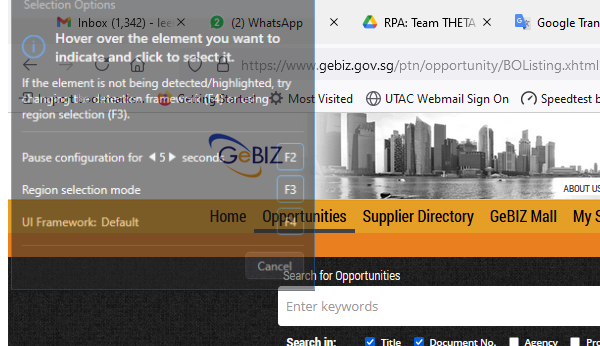 Selection Options
Inbox (1,342) - lee
(2) WhatsApp
RPA: Team THETA
Google Trans
Hover over the element you want to
indicate and click to select it.
https://www.gebiz.gov.sg/ptn/opportunity/BOListing.xhtml
If the element is not being detected/highlighted, try
changing the detection framework (F4) or using
region selection (F3).
Most Visited
UTAC Webmail Sign On
Speedtest b
GeBIZ
Pause configuration for 5 seconds F2
Region selection mode F3
UI Framework: Default F4
Cancel
ABOUT US
Home Opportunities Supplier Directory GeBIZ Mall My S
Search for Opportunities
Enter keywords
Search in: Title Document No. Agency Pro